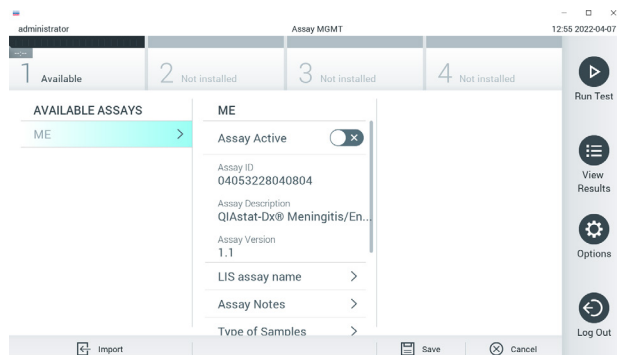 administrator Assay MGMT 12:55 2022-04-07
--:--
1 Available 2 Not installed 3 Not installed 4 Not installed
Run Test
AVAILABLE ASSAYS
ME
ME
Assay Active
Assay ID
04053228040804
Assay Description
QIAstat-Dx® Meningitis/En...
Assay Version
1.1
LIS assay name
Assay Notes
Type of Samples
View
Results
Options
Log Out
Import Save Cancel